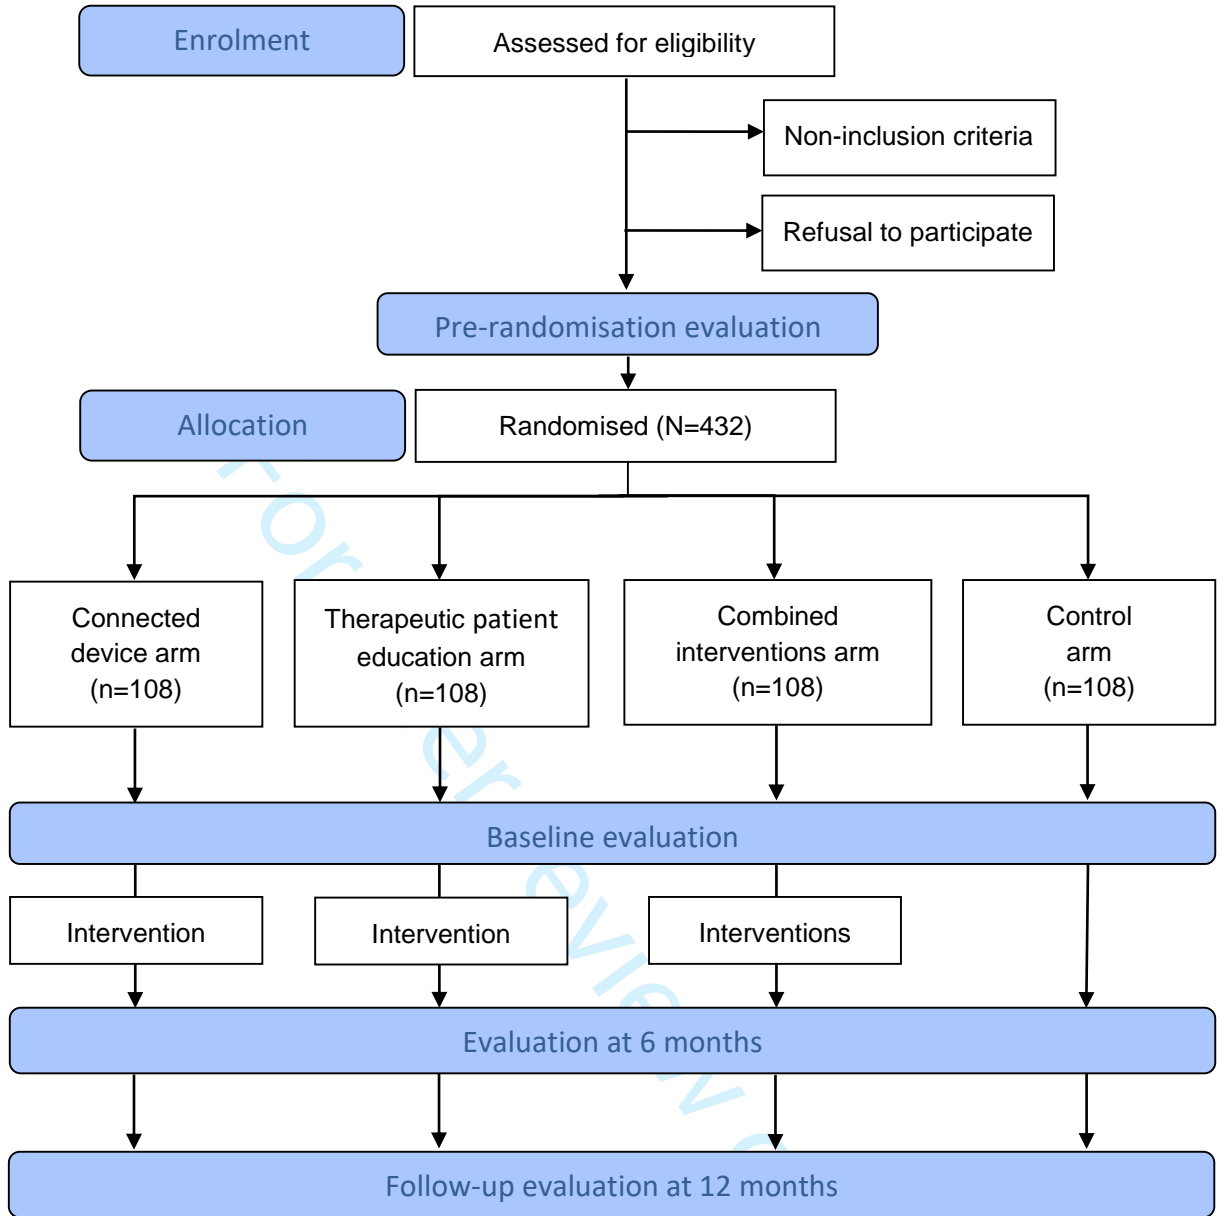 Enrolment
Assessed for eligibility
Non-inclusion criteria
Refusal to participate
Pre-randomisation evaluation
Allocation
Randomised (N=432)
Connected
device arm
(n=108)
Therapeutic patient
education arm
(n=108)
Combined
interventions arm
(n=108)
Control
arm
(n=108)
Baseline evaluation
Intervention
Intervention
Interventions
Evaluation at 6 months
Follow-up evaluation at 12 months